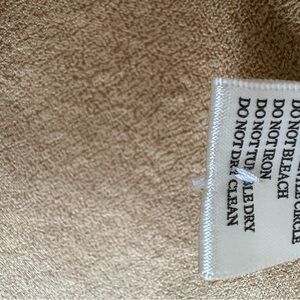 CIRCLE
DO NOT BLEACH
DO NOT IRON
DO NOT TUMBLE DRY
DO NOT DRY CLEAN